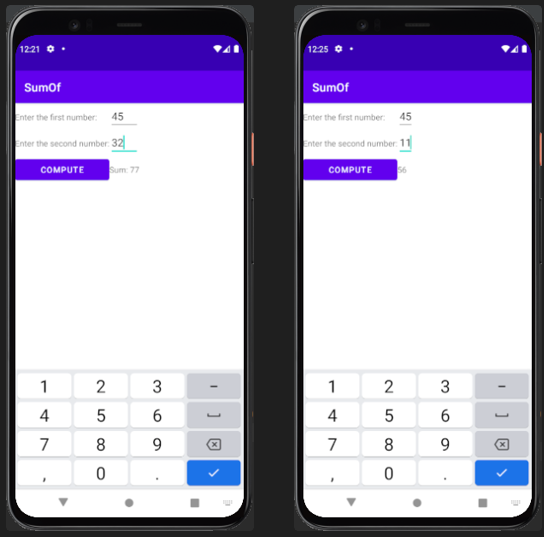 12:21
SumOf
Enter the first number: 45
Enter the second number: 32
COMPUTE Sum: 77
1 2 3 -
4 5 6
7 8 9
, 0 .
12:25
SumOf
Enter the first number: 45
Enter the second number: 11
COMPUTE 56
1 2 3 -
4 5 6
7 8 9
, 0 .